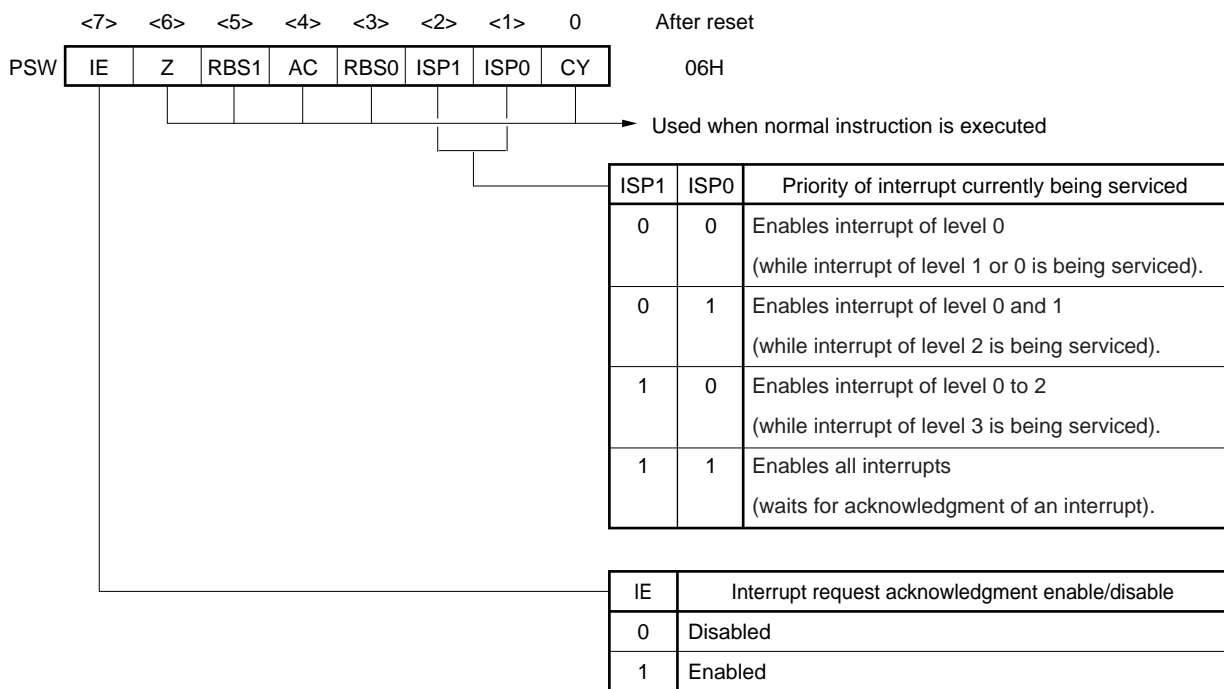 <7> <6> <5> <4> <3> <2> <1> 0 After reset
PSW IE Z RBS1 AC RBS0 ISP1 ISP0 CY 06H
Used when normal instruction is executed
ISP1 ISP0 Priority of interrupt currently being serviced
0 0 Enables interrupt of level 0
(while interrupt of level 1 or 0 is being serviced).
0 1 Enables interrupt of level 0 and 1
(while interrupt of level 2 is being serviced).
1 0 Enables interrupt of level 0 to 2
(while interrupt of level 3 is being serviced).
1 1 Enables all interrupts
(waits for acknowledgment of an interrupt).
IE Interrupt request acknowledgment enable/disable
0 Disabled
1 Enabled